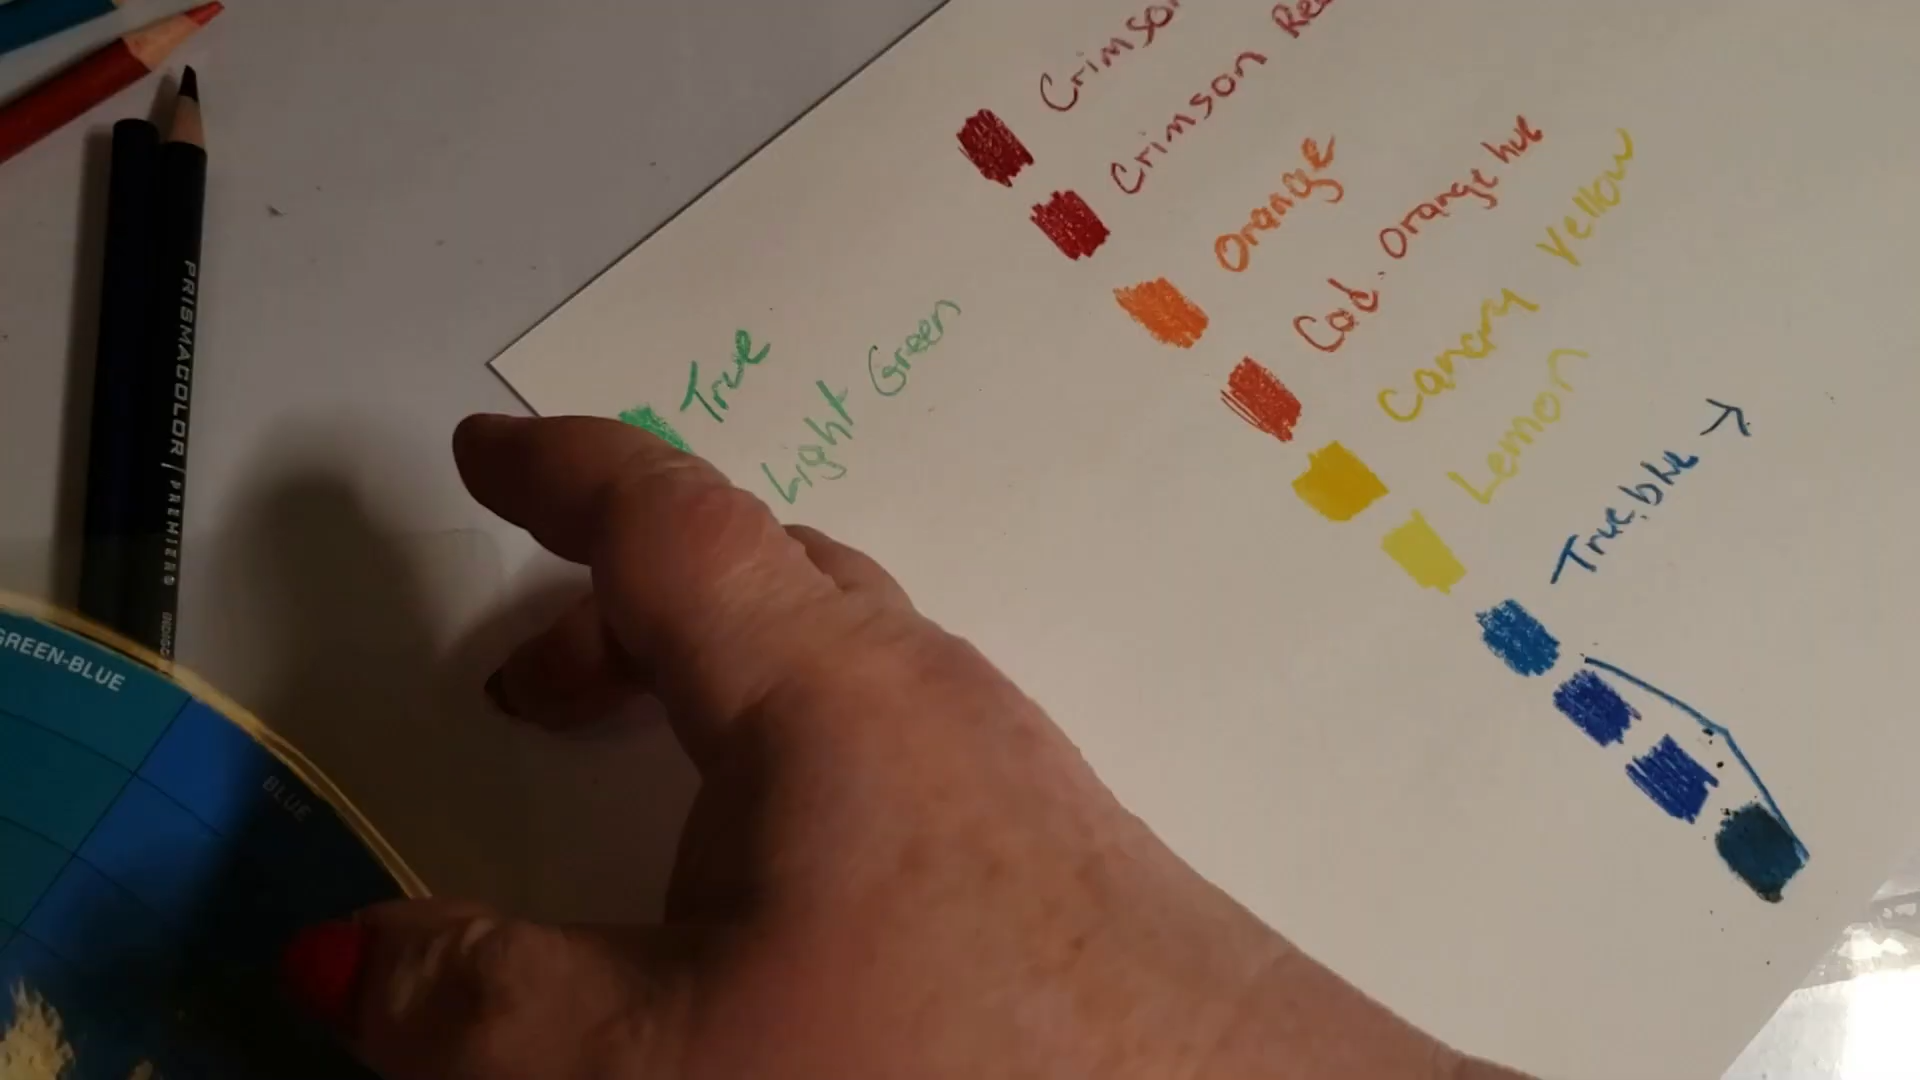 Crimson
Crimson Red
Orange
Cad. Orange hue
Canary Yellow
Lemon
True blue
True
Light Green
PRISMACOLOR | PREMIER
GREEN-BLUE
BLUE